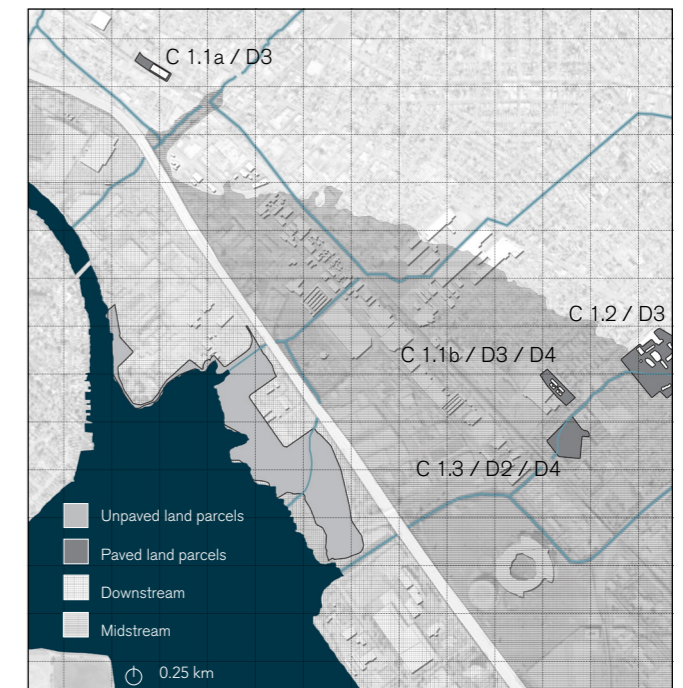 C 1.1a / D3
C 1.2 / D3
C 1.1b / D3 / D4
C 1.3 / D2 / D4
Unpaved land parcels
Paved land parcels
Downstream
Midstream
0.25 km